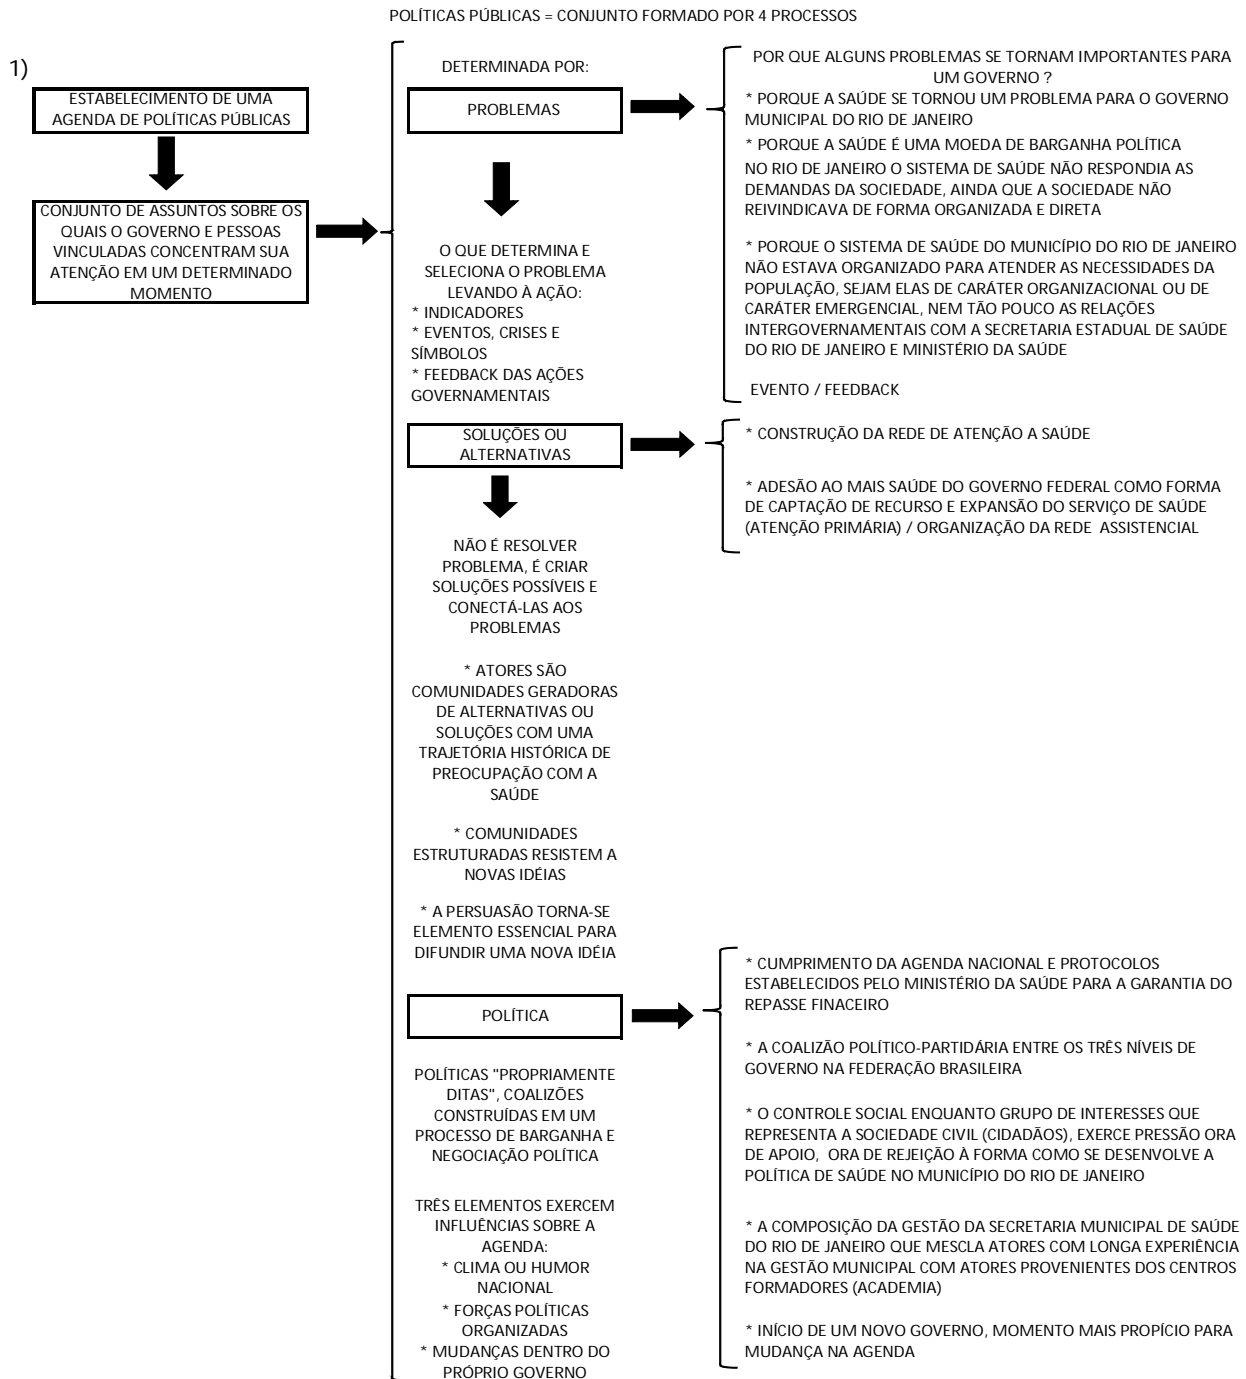 POLÍTICAS PÚBLICAS = CONJUNTO FORMADO POR 4 PROCESSOS
1)
ESTABELECIMENTO DE UMA
AGENDA DE POLÍTICAS PÚBLICAS
CONJUNTO DE ASSUNTOS SOBRE OS
QUAIS O GOVERNO E PESSOAS
VINCULADAS CONCENTRAM SUA
ATENÇÃO EM UM DETERMINADO
MOMENTO
DETERMINADA POR:
PROBLEMAS
POR QUE ALGUNS PROBLEMAS SE TORNAM IMPORTANTES PARA
UM GOVERNO ?
* PORQUE A SAÚDE SE TORNOU UM PROBLEMA PARA O GOVERNO
MUNICIPAL DO RIO DE JANEIRO
* PORQUE A SAÚDE É UMA MOEDA DE BARGANHA POLÍTICA
NO RIO DE JANEIRO O SISTEMA DE SAÚDE NÃO RESPONDIA AS
DEMANDAS DA SOCIEDADE, AINDA QUE A SOCIEDADE NÃO
REIVINDICAVA DE FORMA ORGANIZADA E DIRETA
* PORQUE O SISTEMA DE SAÚDE DO MUNICÍPIO DO RIO DE JANEIRO
NÃO ESTAVA ORGANIZADO PARA ATENDER AS NECESSIDADES DA
POPULAÇÃO, SEJAM ELAS DE CARÁTER ORGANIZACIONAL OU DE
CARÁTER EMERGENCIAL, NEM TÃO POUCO AS RELAÇÕES
INTERGOVERNAMENTAIS COM A SECRETARIA ESTADUAL DE SAÚDE
DO RIO DE JANEIRO E MINISTÉRIO DA SAÚDE
EVENTO / FEEDBACK
O QUE DETERMINA E
SELECIONA O PROBLEMA
LEVANDO À AÇÃO:
* INDICADORES
* EVENTOS, CRISES E
SÍMBOLOS
* FEEDBACK DAS AÇÕES
GOVERNAMENTAIS
SOLUÇÕES OU
ALTERNATIVAS
* CONSTRUÇÃO DA REDE DE ATENÇÃO A SAÚDE
* ADESÃO AO MAIS SAÚDE DO GOVERNO FEDERAL COMO FORMA
DE CAPTAÇÃO DE RECURSO E EXPANSÃO DO SERVIÇO DE SAÚDE
(ATENÇÃO PRIMÁRIA) / ORGANIZAÇÃO DA REDE ASSISTENCIAL
NÃO É RESOLVER
PROBLEMA, É CRIAR
SOLUÇÕES POSSÍVEIS E
CONECTÁ-LAS AOS
PROBLEMAS
* ATORES SÃO
COMUNIDADES GERADORAS
DE ALTERNATIVAS OU
SOLUÇÕES COM UMA
TRAJETÓRIA HISTÓRICA DE
PREOCUPAÇÃO COM A
SAÚDE
* COMUNIDADES
ESTRUTURADAS RESISTEM A
NOVAS IDÉIAS
* A PERSUASÃO TORNA-SE
ELEMENTO ESSENCIAL PARA
DIFUNDIR UMA NOVA IDÉIA
POLÍTICA
POLÍTICAS "PROPRIAMENTE
DITAS", COALIZÕES
CONSTRUÍDAS EM UM
PROCESSO DE BARGANHA E
NEGOCIAÇÃO POLÍTICA
TRÊS ELEMENTOS EXERCEM
INFLUÊNCIAS SOBRE A
AGENDA:
* CLIMA OU HUMOR
NACIONAL
* FORÇAS POLÍTICAS
ORGANIZADAS
* MUDANÇAS DENTRO DO
PRÓPRIO GOVERNO
* CUMPRIMENTO DA AGENDA NACIONAL E PROTOCOLOS
ESTABELECIDOS PELO MINISTÉRIO DA SAÚDE PARA A GARANTIA DO
REPASSE FINACEIRO
* A COALIZÃO POLÍTICO-PARTIDÁRIA ENTRE OS TRÊS NÍVEIS DE
GOVERNO NA FEDERAÇÃO BRASILEIRA
* O CONTROLE SOCIAL ENQUANTO GRUPO DE INTERESSES QUE
REPRESENTA A SOCIEDADE CIVIL (CIDADÃOS), EXERCE PRESSÃO ORA
DE APOIO, ORA DE REJEIÇÃO À FORMA COMO SE DESENVOLVE A
POLÍTICA DE SAÚDE NO MUNICÍPIO DO RIO DE JANEIRO
* A COMPOSIÇÃO DA GESTÃO DA SECRETARIA MUNICIPAL DE SAÚDE
DO RIO DE JANEIRO QUE MESCLA ATORES COM LONGA EXPERIÊNCIA
NA GESTÃO MUNICIPAL COM ATORES PROVENIENTES DOS CENTROS
FORMADORES (ACADEMIA)
* INÍCIO DE UM NOVO GOVERNO, MOMENTO MAIS PROPÍCIO PARA
MUDANÇA NA AGENDA